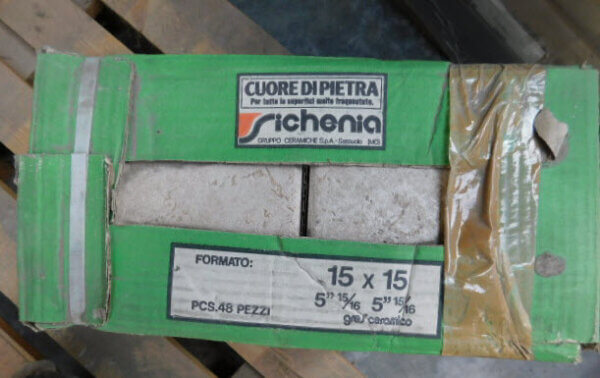 CUORE DI PIETRA
Per tutte le superfici molto frequentate.
Sichenia
GRUPPO CERAMICHE S.p.A - Sassuolo (MO)
FORMATO:
15 x 15
5" 15/16 5" 15/16
PCS.48 PEZZI
gres ceramico